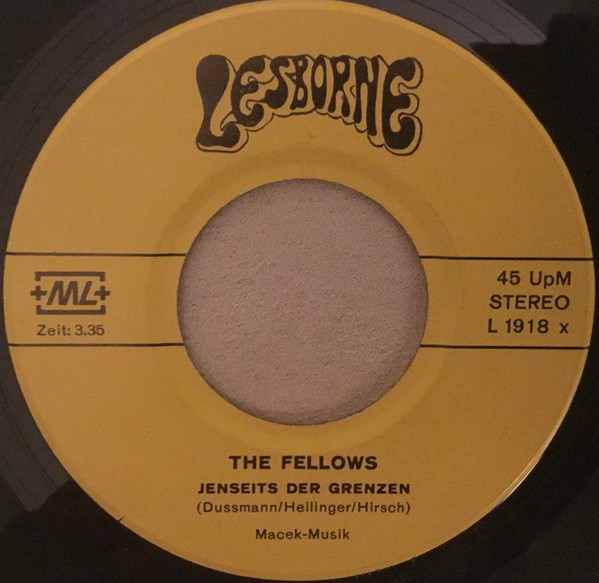 LESBORNE
+ML+
Zeit: 3.35
45 UpM
STEREO
L 1918 x
THE FELLOWS
JENSEITS DER GRENZEN
(Dussmann/Hellinger/Hirsch)
Macek-Musik